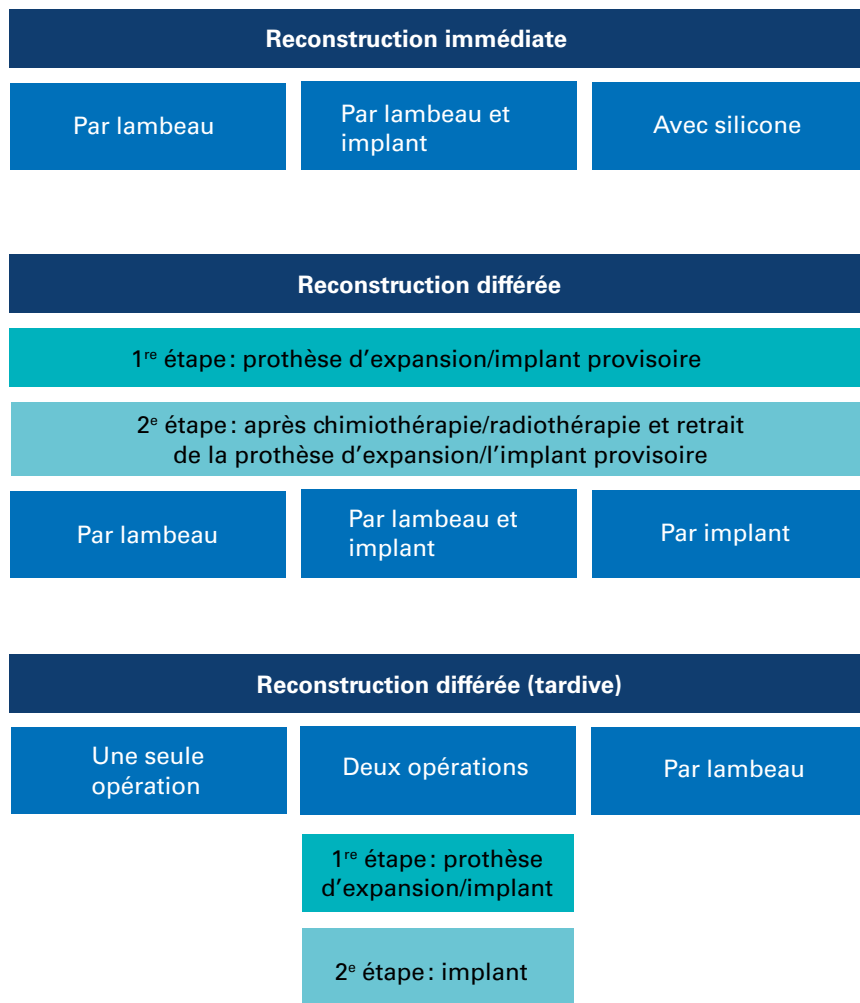 Reconstruction immédiate
Par lambeau
Par lambeau et
implant
Avec silicone
Reconstruction différée
1re étape : prothèse d’expansion/implant provisoire
2e étape : après chimiothérapie/radiothérapie et retrait
de la prothèse d’expansion/l’implant provisoire
Par lambeau
Par lambeau et
implant
Par implant
Reconstruction différée (tardive)
Une seule
opération
Deux opérations
Par lambeau
1re étape : prothèse
d’expansion/implant
2e étape : implant